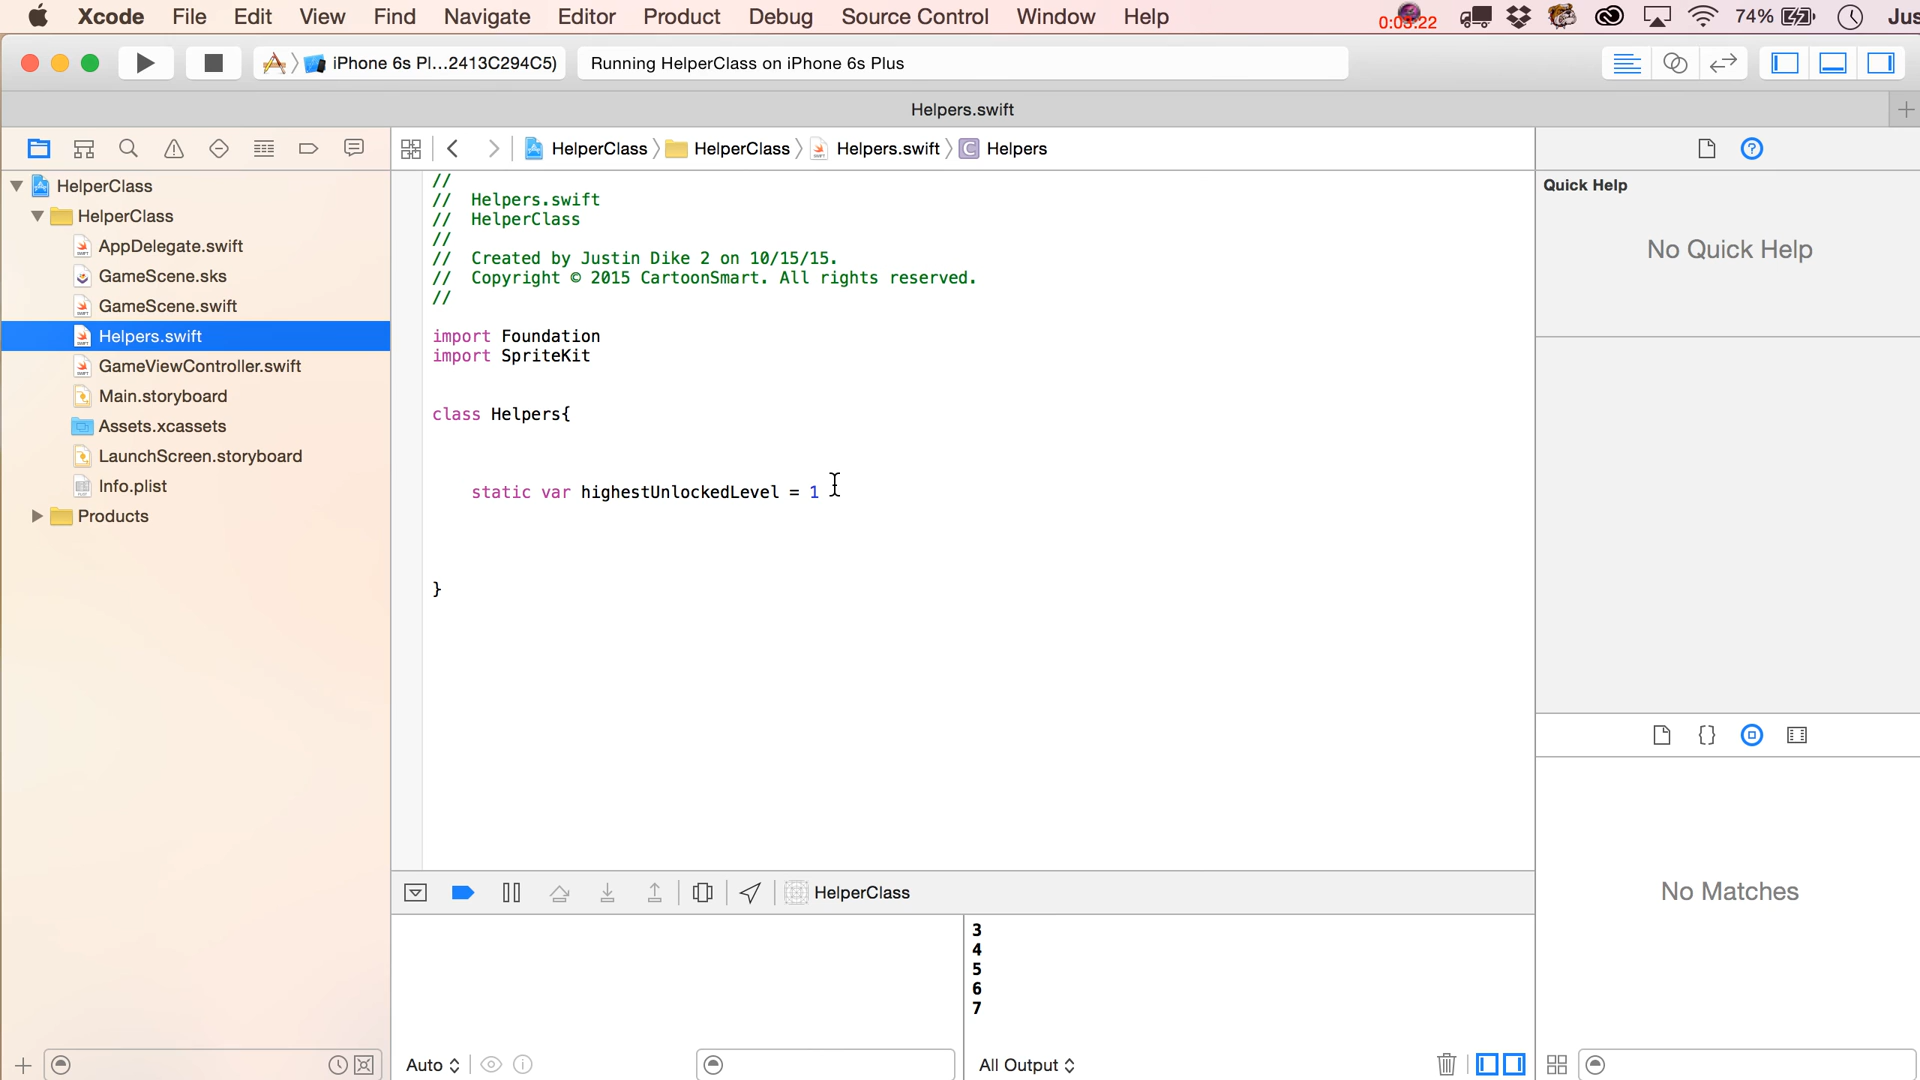 Xcode File Edit View Find Navigate Editor Product Debug Source Control Window Help 0:03:22 74% Jus
iPhone 6s Pl...2413C294C5) Running HelperClass on iPhone 6s Plus
Helpers.swift
HelperClass HelperClass Helpers.swift C Helpers
HelperClass
HelperClass
AppDelegate.swift
GameScene.sks
GameScene.swift
Helpers.swift
GameViewController.swift
Main.storyboard
Assets.xcassets
LaunchScreen.storyboard
Info.plist
Products
//
// Helpers.swift
// HelperClass
//
// Created by Justin Dike 2 on 10/15/15.
// Copyright © 2015 CartoonSmart. All rights reserved.
//
import Foundation
import SpriteKit
class Helpers{
static var highestUnlockedLevel = 1
}
Quick Help
No Quick Help
No Matches
HelperClass
3
4
5
6
7
Auto
All Output